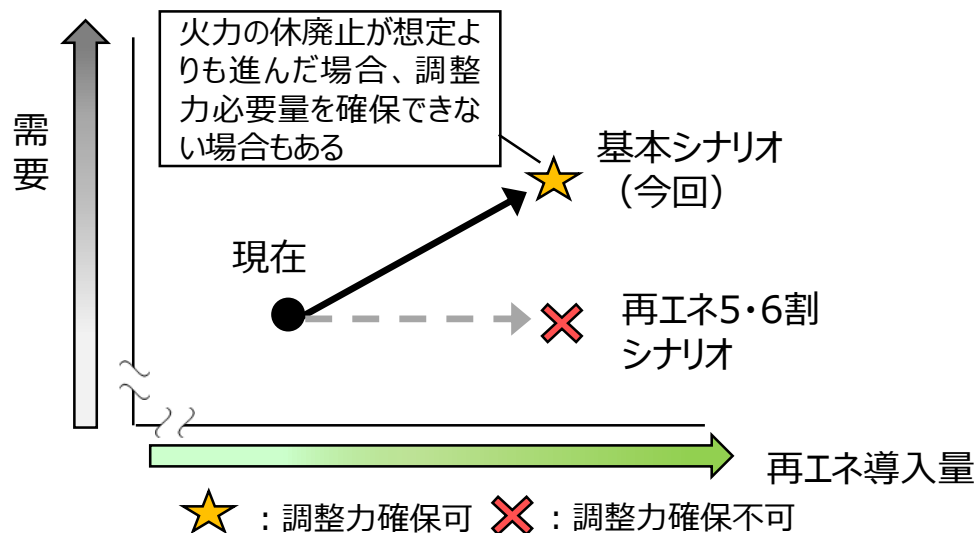 火力の休廃止が想定よ
りも進んだ場合、調整
力必要量を確保できな
い場合もある
需要
基本シナリオ
（今回）
現在
再エネ5・6割
シナリオ
再エネ導入量
：調整力確保可
：調整力確保不可